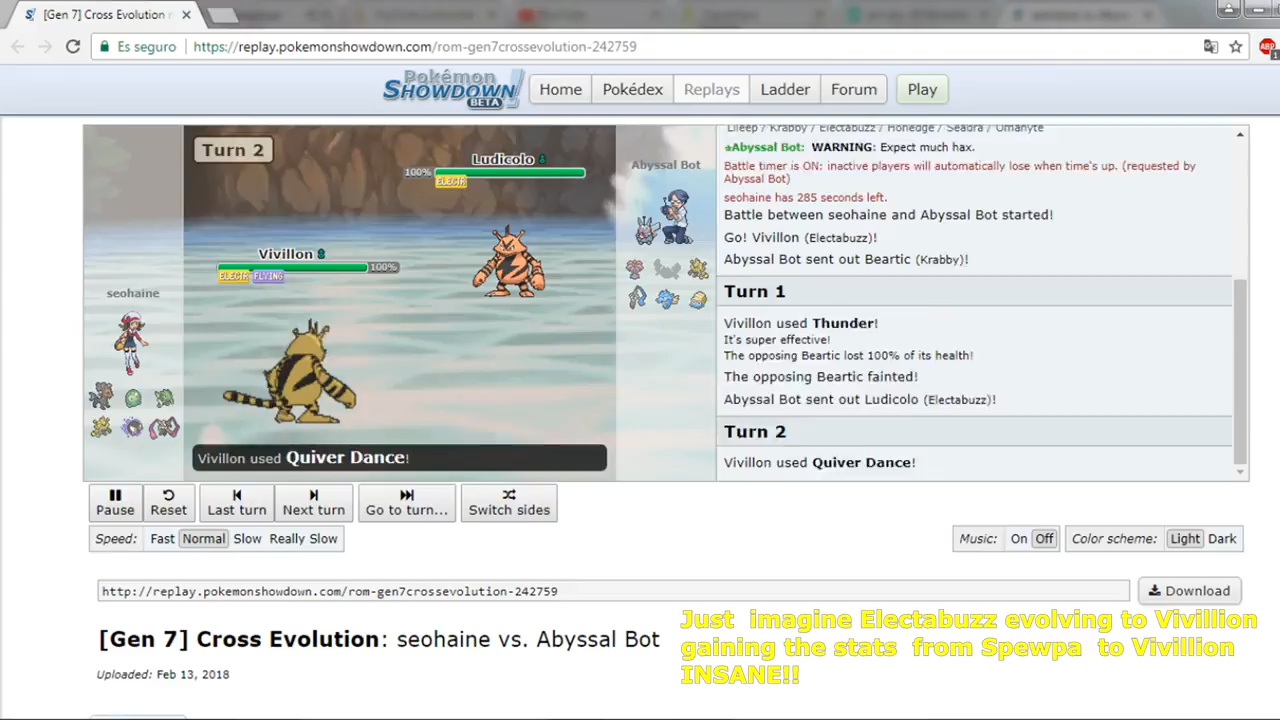 [Gen 7] Cross Evolution
Es seguro
https://replay.pokemonshowdown.com/rom-gen7crossevolution-242759
ABP
1
Pokémon
SHOWDOWN
BETA
Home
Pokédex
Replays
Ladder
Forum
Play
Turn 2
Ludicolo
100%
ELECTR
Vivillon
100%
ELECTR
FLYING
seohaine
Abyssal Bot
Vivillon used Quiver Dance!
Lileep / Krabby / Electabuzz / Honedge / Seadra / Omanyte
☆Abyssal Bot: WARNING: Expect much hax.
Battle timer is ON: inactive players will automatically lose when time's up. (requested by
Abyssal Bot)
seohaine has 285 seconds left.
Battle between seohaine and Abyssal Bot started!
Go! Vivillon (Electabuzz)!
Abyssal Bot sent out Beartic (Krabby)!
Turn 1
Vivillon used Thunder!
It's super effective!
The opposing Beartic lost 100% of its health!
The opposing Beartic fainted!
Abyssal Bot sent out Ludicolo (Electabuzz)!
Turn 2
Vivillon used Quiver Dance!
Pause
Reset
Last turn
Next turn
Go to turn...
Switch sides
Speed: Fast Normal Slow Really Slow
Music: On Off
Color scheme: Light Dark
http://replay.pokemonshowdown.com/rom-gen7crossevolution-242759
Download
[Gen 7] Cross Evolution: seohaine vs. Abyssal Bot
Uploaded: Feb 13, 2018
Just imagine Electabuzz evolving to Vivillion
gaining the stats from Spewpa to Vivillion
INSANE!!